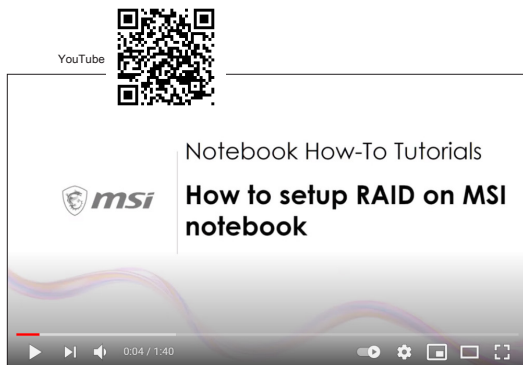 YouTube
Notebook How-To Tutorials
msi
How to setup RAID on MSI
notebook
0:04 / 1:40